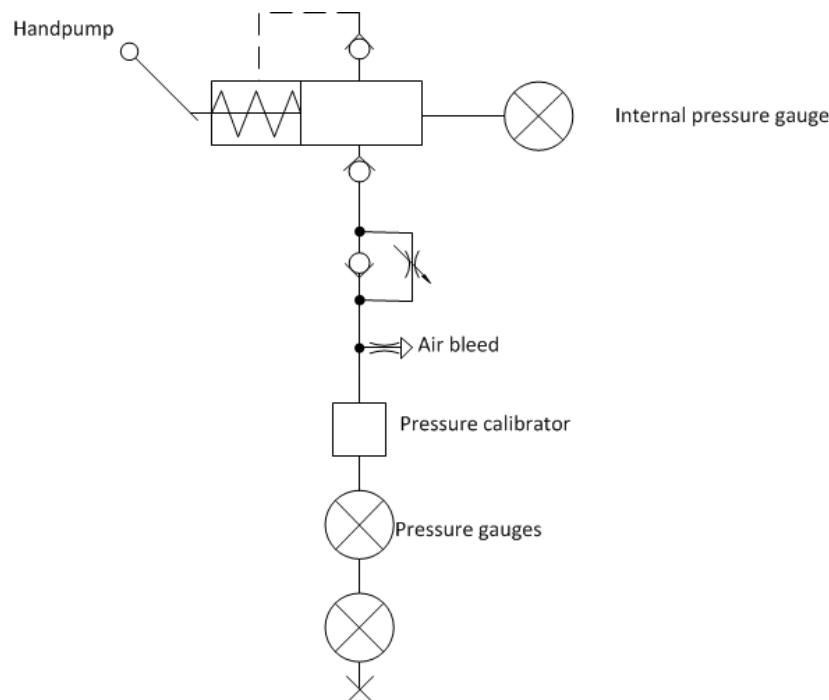 Handpump
Internal pressure gauge
Air bleed
Pressure calibrator
Pressure gauges